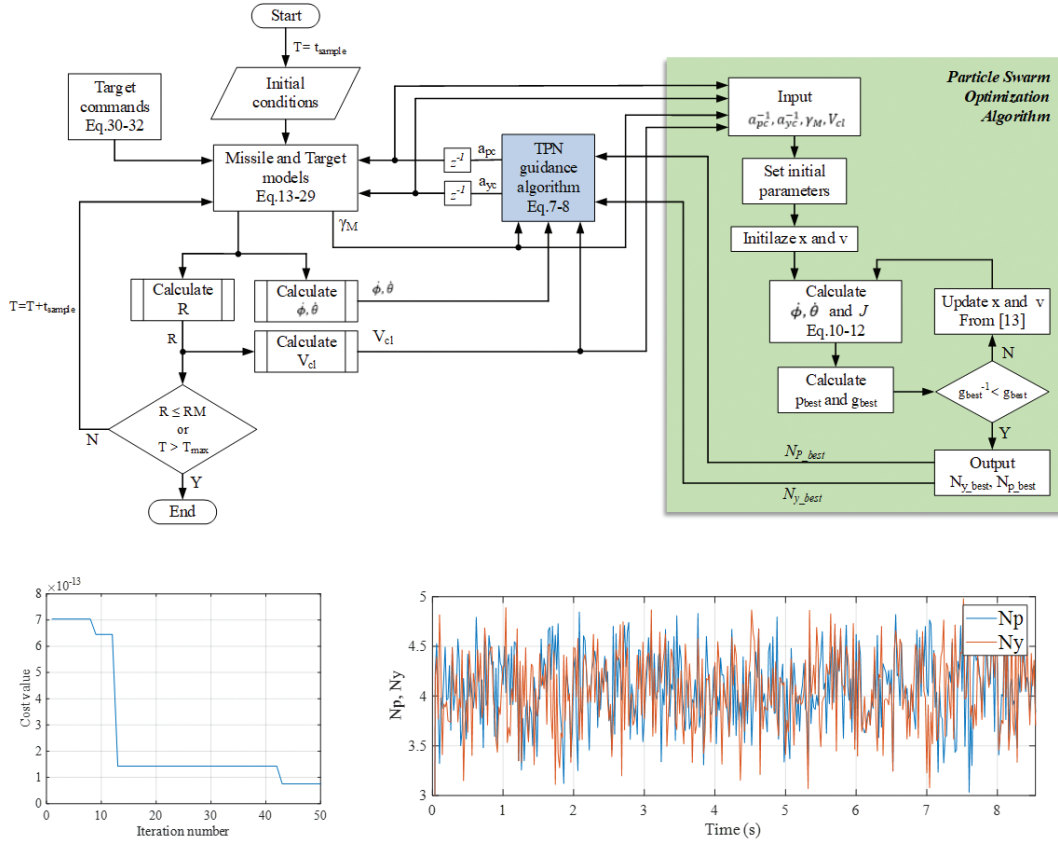 Start
T= t_sample
Initial
conditions
Target
commands
Eq.30-32
Missile and Target
models
Eq.13-29
z⁻¹
a_pc
z⁻¹
a_yc
TPN
guidance
algorithm
Eq.7-8
γ_M
Calculate
R
Calculate
ϕ̇, θ̇
ϕ̇, θ̇
T=T+t_sample
R
Calculate
V_cl
V_cl
R ≤ RM
or
T > T_max
N
Y
End
Particle Swarm
Optimization
Algorithm
Input
a_pc⁻¹, a_yc⁻¹, γ_M, V_cl
Set initial
parameters
Initilaze x and v
Calculate
ϕ̇, θ̇ and J
Eq.10-12
Update x and v
From [13]
N
Calculate
p_best and g_best
g_best⁻¹ < g_best
Y
Output
N_y_best, N_p_best
N_P_best
N_y_best
×10⁻¹³
8
7
6
5
4
3
2
1
0
Cost value
0 10 20 30 40 50
Iteration number
5
4.5
4
3.5
3
Np, Ny
Np
Ny
0 1 2 3 4 5 6 7 8
Time (s)